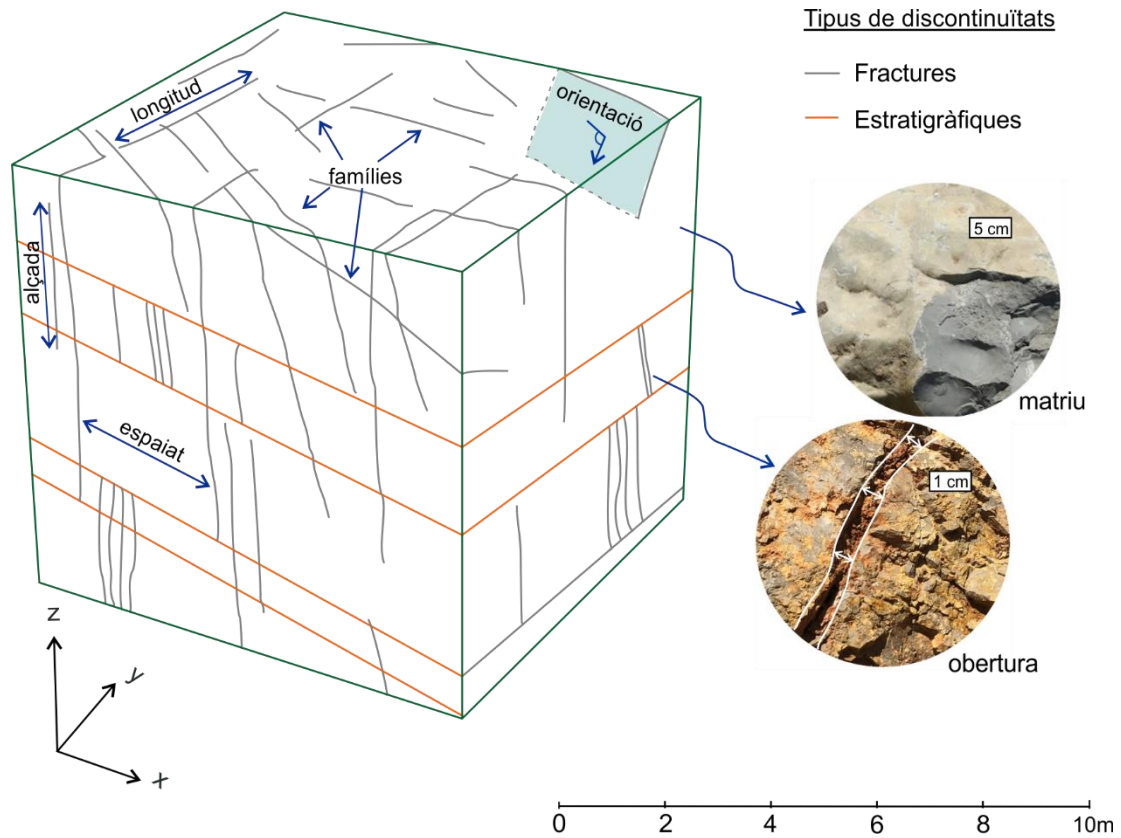 Tipus de discontinuïtats
Fractures
Estratigràfiques
longitud
orientació
famílies
alçada
5 cm
matriu
espaiat
1 cm
obertura
z
y
x
0 2 4 6 8 10m